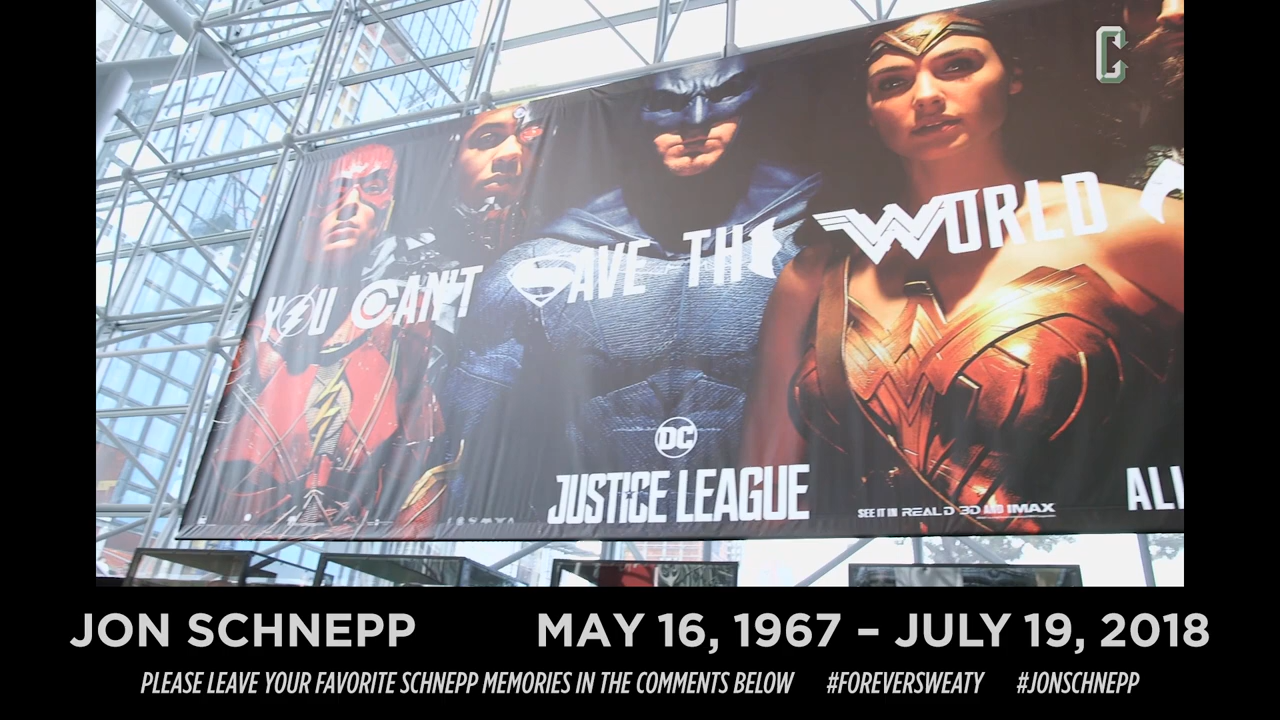 YOU CAN'T SAVE THE WORLD
DC
JUSTICE LEAGUE
SEE IT IN REAL D 3D AND IMAX
ALL
JON SCHNEPP MAY 16, 1967 – JULY 19, 2018
PLEASE LEAVE YOUR FAVORITE SCHNEPP MEMORIES IN THE COMMENTS BELOW #FOREVERSWEATY #JONSCHNEPP